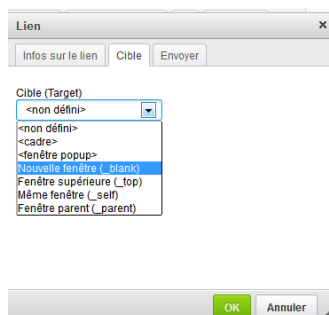 Lien ×
Infos sur le lien Cible Envoyer
Cible (Target)
<non défini>
<non défini>
<cadre>
<fenêtre popup>
Nouvelle fenêtre (_blank)
Fenêtre supérieure (_top)
Même fenêtre (_self)
Fenêtre parent (_parent)
OK Annuler